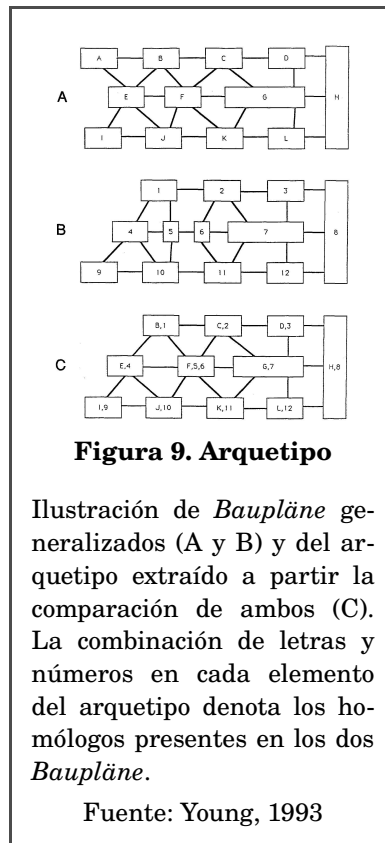 A B C D
A E F G H
I J K L
1 2 3
B 4 5 6 7 8
9 10 11 12
B,1 C,2 D,3
C E,4 F,5,6 G,7 H,8
I,9 J,10 K,11 L,12
Figura 9. Arquetipo
Ilustración de Baupläne ge-
neralizados (A y B) y del ar-
quetipo extraído a partir la
comparación de ambos (C).
La combinación de letras y
números en cada elemento
del arquetipo denota los ho-
mólogos presentes en los dos
Baupläne.
Fuente: Young, 1993